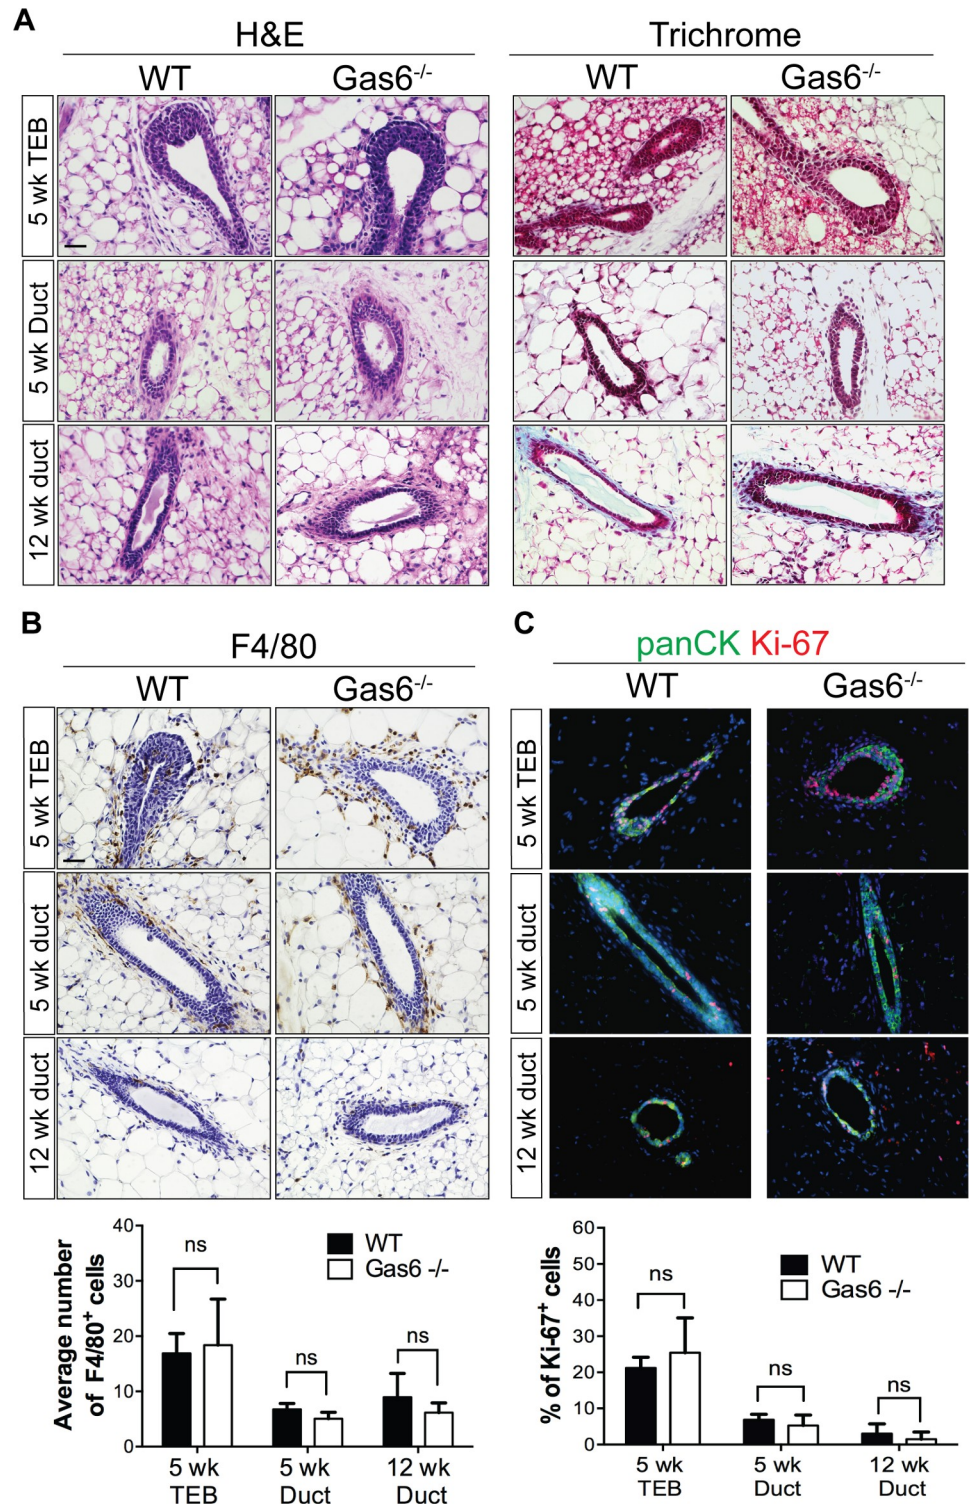 A
H&E
Trichrome
WT
Gas6-/-
WT
Gas6-/-
5 wk TEB
5 wk Duct
12 wk duct
B
F4/80
WT
Gas6-/-
5 wk TEB
5 wk duct
12 wk duct
C
panCK Ki-67
WT
Gas6-/-
5 wk TEB
5 wk duct
12 wk duct
Average number
of F4/80+ cells
40
30
20
10
0
ns
ns
ns
WT
Gas6 -/-
5 wk
TEB
5 wk
Duct
12 wk
Duct
% of Ki-67+ cells
60
50
40
30
20
10
0
ns
ns
ns
WT
Gas6 -/-
5 wk
TEB
5 wk
Duct
12 wk
Duct